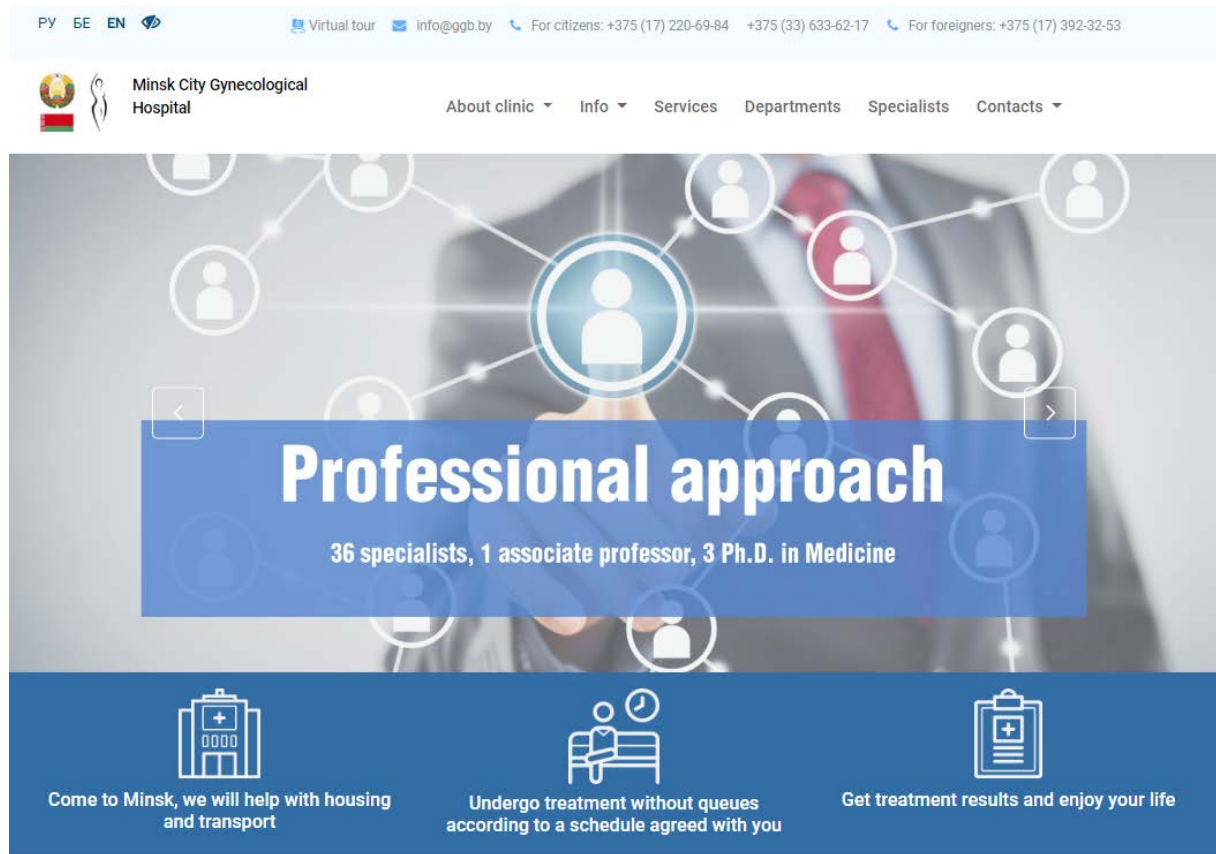 РУ БЕ EN
Virtual tour info@ggb.by For citizens: +375 (17) 220-69-84 +375 (33) 633-62-17 For foreigners: +375 (17) 392-32-53
Minsk City Gynecological
Hospital
About clinic Info Services Departments Specialists Contacts
Professional approach
36 specialists, 1 associate professor, 3 Ph.D. in Medicine
Come to Minsk, we will help with housing
and transport
Undergo treatment without queues
according to a schedule agreed with you
Get treatment results and enjoy your life